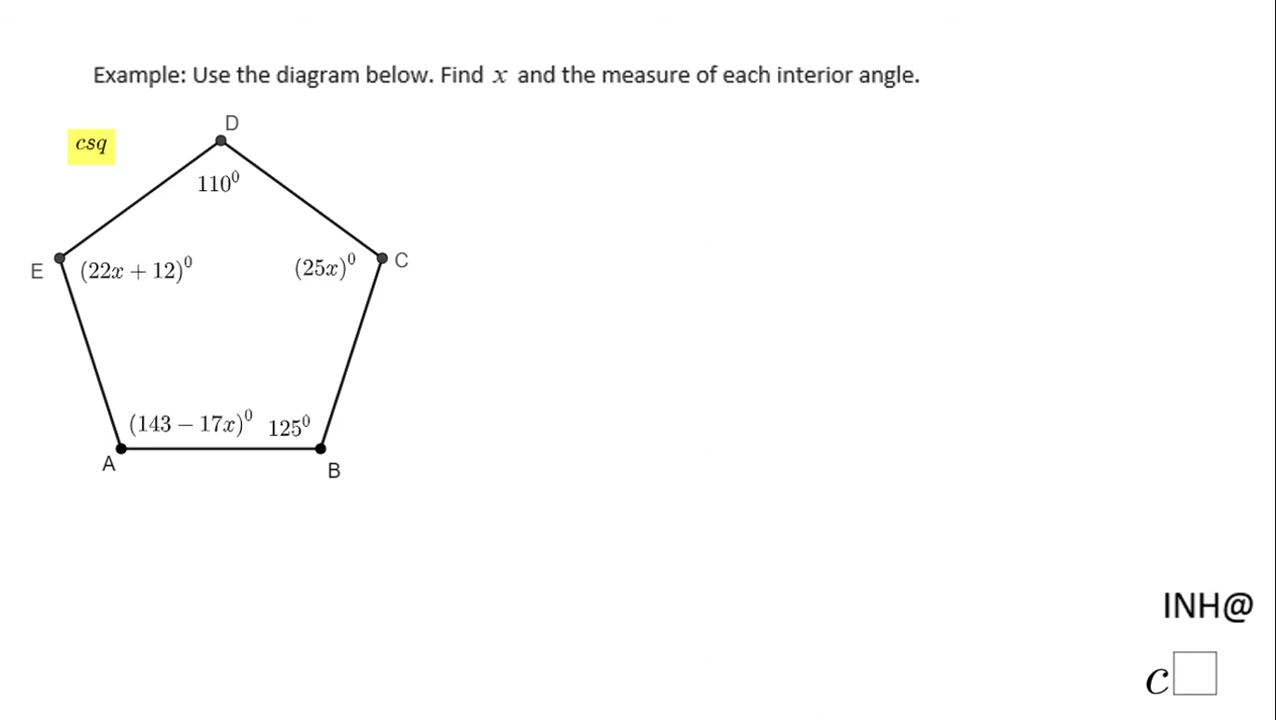 Example: Use the diagram below. Find x and the measure of each interior angle.
D
csq
110⁰
E
(22x + 12)⁰
(25x)⁰
C
(143 − 17x)⁰
125⁰
A
B
INH@
c□